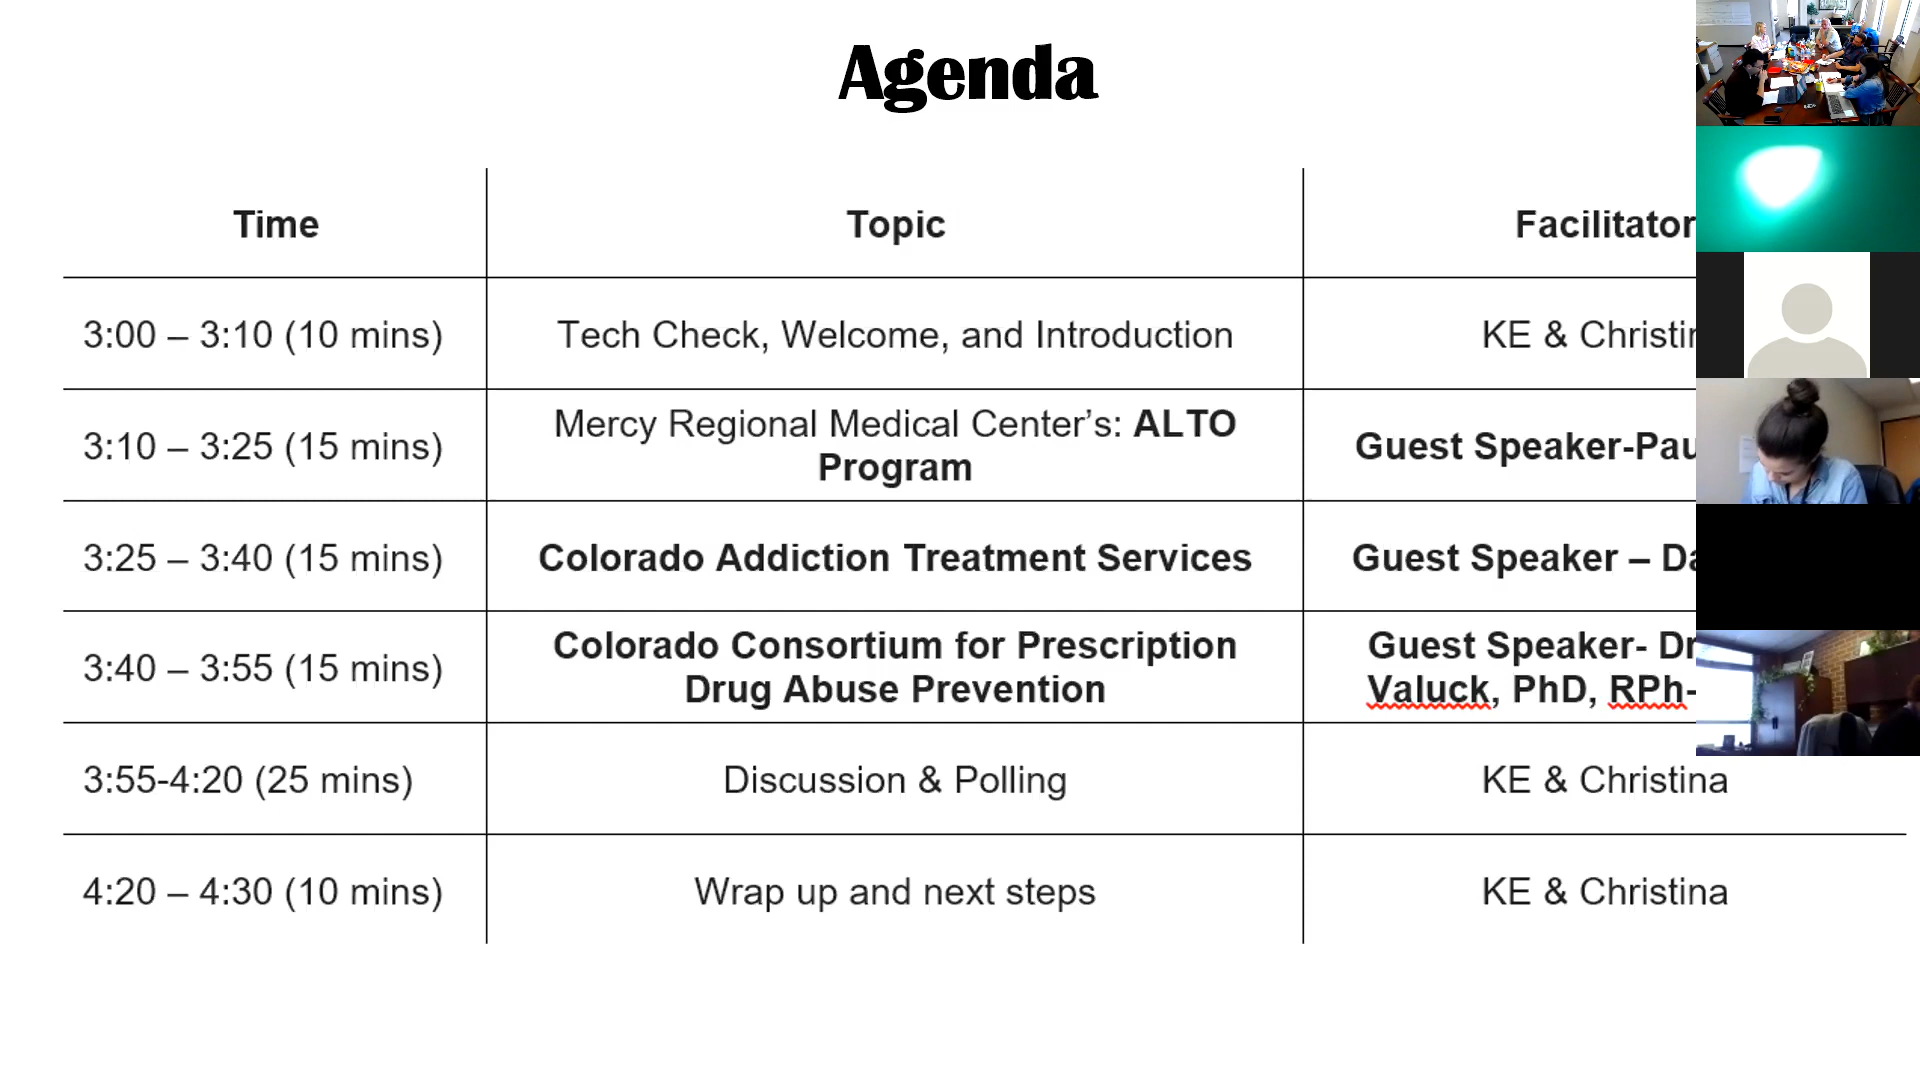 Agenda
Time Topic Facilitator
3:00 – 3:10 (10 mins) Tech Check, Welcome, and Introduction KE &
3:10 – 3:25 (15 mins) Mercy Regional Medical Center’s: ALTO
Program
Guest
3:25 – 3:40 (15 mins) Colorado Addiction Treatment Services Guest Speaker –
3:40 – 3:55 (15 mins) Colorado Consortium for Prescription
Drug Abuse Prevention
Guest Speaker- Dr
Valuck, PhD, RPh-
3:55-4:20 (25 mins) Discussion & Polling KE & Christina
4:20 – 4:30 (10 mins) Wrap up and next steps KE & Christina